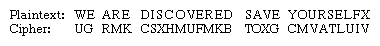 Plaintext: WE ARE DISCOVERED SAVE YOURSELFX
Cipher: UG RMK CSXHMUFMKB TOXG CMVATLUIV